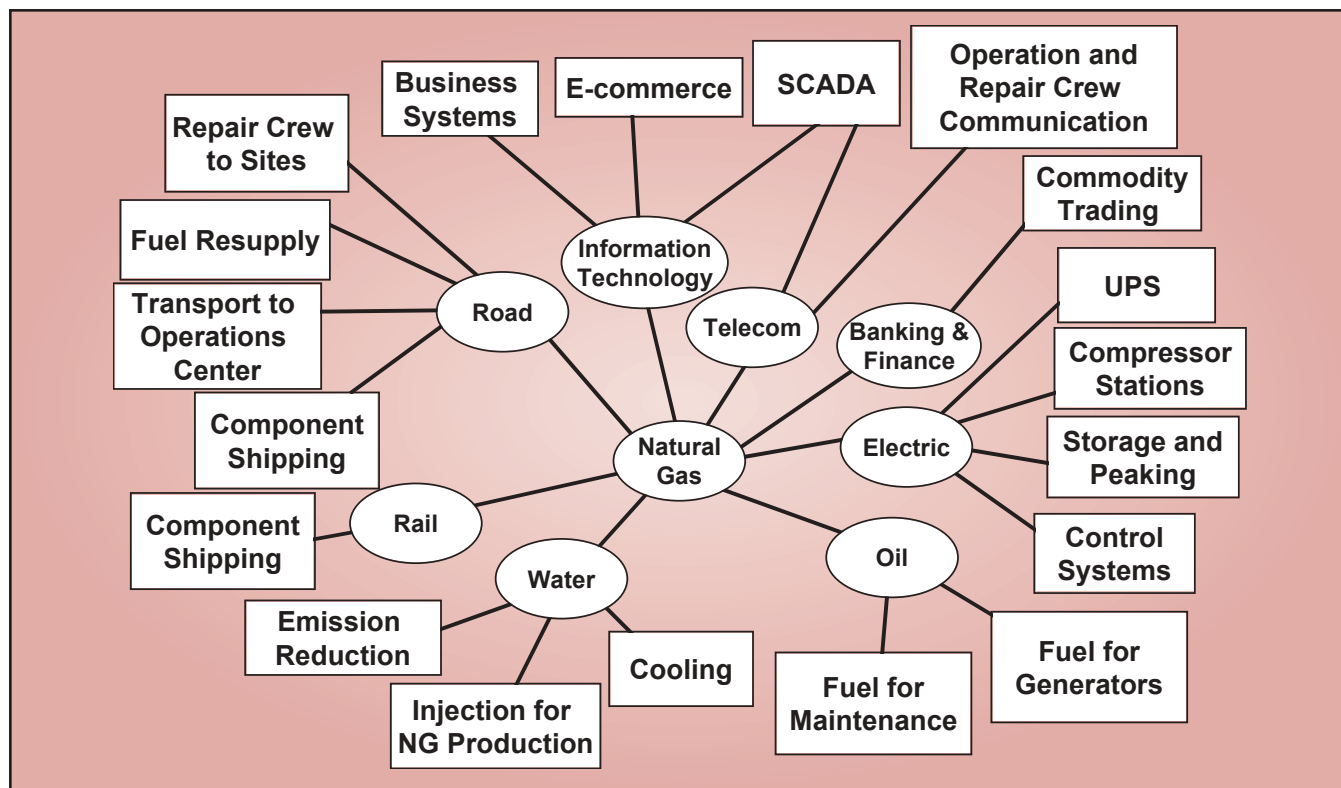 Operation and
Repair Crew
Communication
Business
Systems
E-commerce
SCADA
Repair Crew
to Sites
Commodity
Trading
Fuel Resupply
Information
Technology
UPS
Transport to
Operations
Center
Road
Telecom
Banking &
Finance
Compressor
Stations
Component
Shipping
Natural
Gas
Electric
Storage and
Peaking
Component
Shipping
Rail
Control
Systems
Water
Oil
Emission
Reduction
Cooling
Fuel for
Generators
Injection for
NG Production
Fuel for
Maintenance